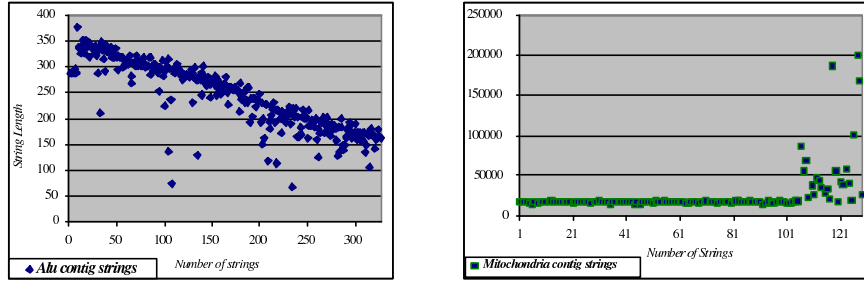 400
350
300
250
200
150
100
50
0
String Length
0 50 100 150 200 250 300
Number of strings
Alu contig strings
250000
200000
150000
100000
50000
0
1 21 41 61 81 101 121
Number of Strings
Mitochondria contig strings